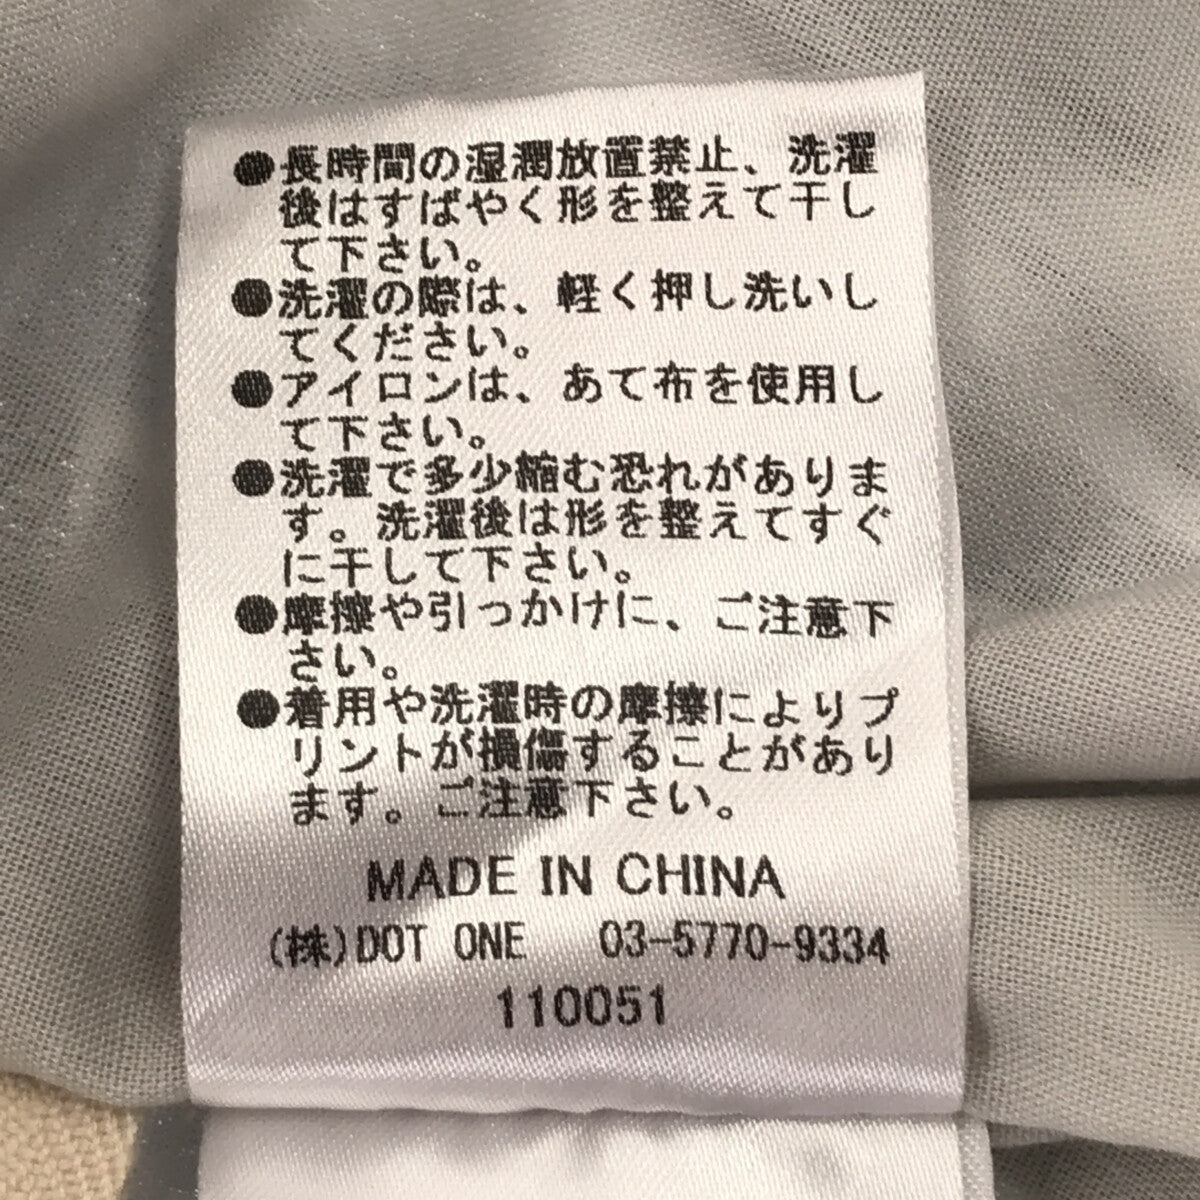 ●長時間の湿潤放置禁止、洗濯
後はすばやく形を整えて干し
て下さい。
●洗濯の際は、軽く押し洗いし
てください。
●アイロンは、あて布を使用し
て下さい。
●洗濯で多少縮む恐れがありま
す。洗濯後は形を整えてすぐ
に干して下さい。
●摩擦や引っかけに、ご注意下
さい。
●着用や洗濯時の摩擦によりプ
リントが損傷することがあり
ます。ご注意下さい。
MADE IN CHINA
(株)DOT ONE 03-5770-9334
110051